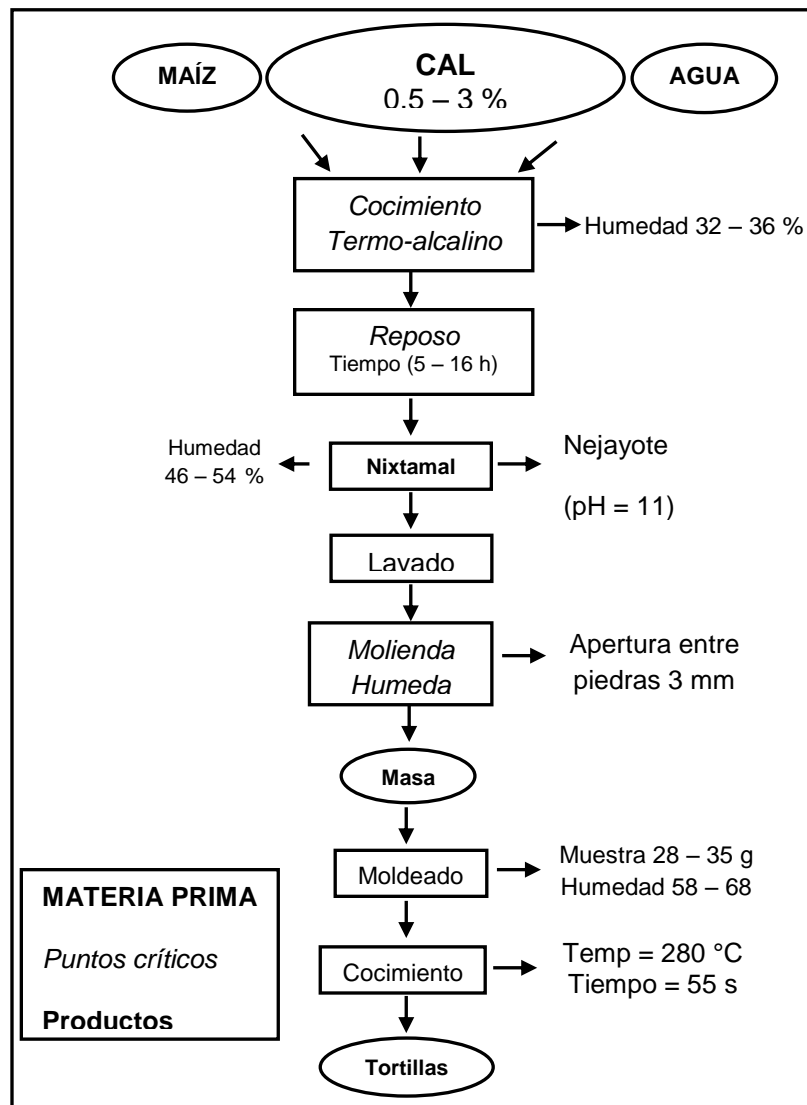 MAÍZ
CAL
0.5 – 3 %
AGUA
Cocimiento
Termo-alcalino
Humedad 32 – 36 %
Reposo
Tiempo (5 – 16 h)
Humedad
46 – 54 %
Nixtamal
Nejayote
(pH = 11)
Lavado
Molienda
Humeda
Apertura entre
piedras 3 mm
Masa
Moldeado
Muestra 28 – 35 g
Humedad 58 – 68
Cocimiento
Temp = 280 °C
Tiempo = 55 s
Tortillas
MATERIA PRIMA
Puntos críticos
Productos